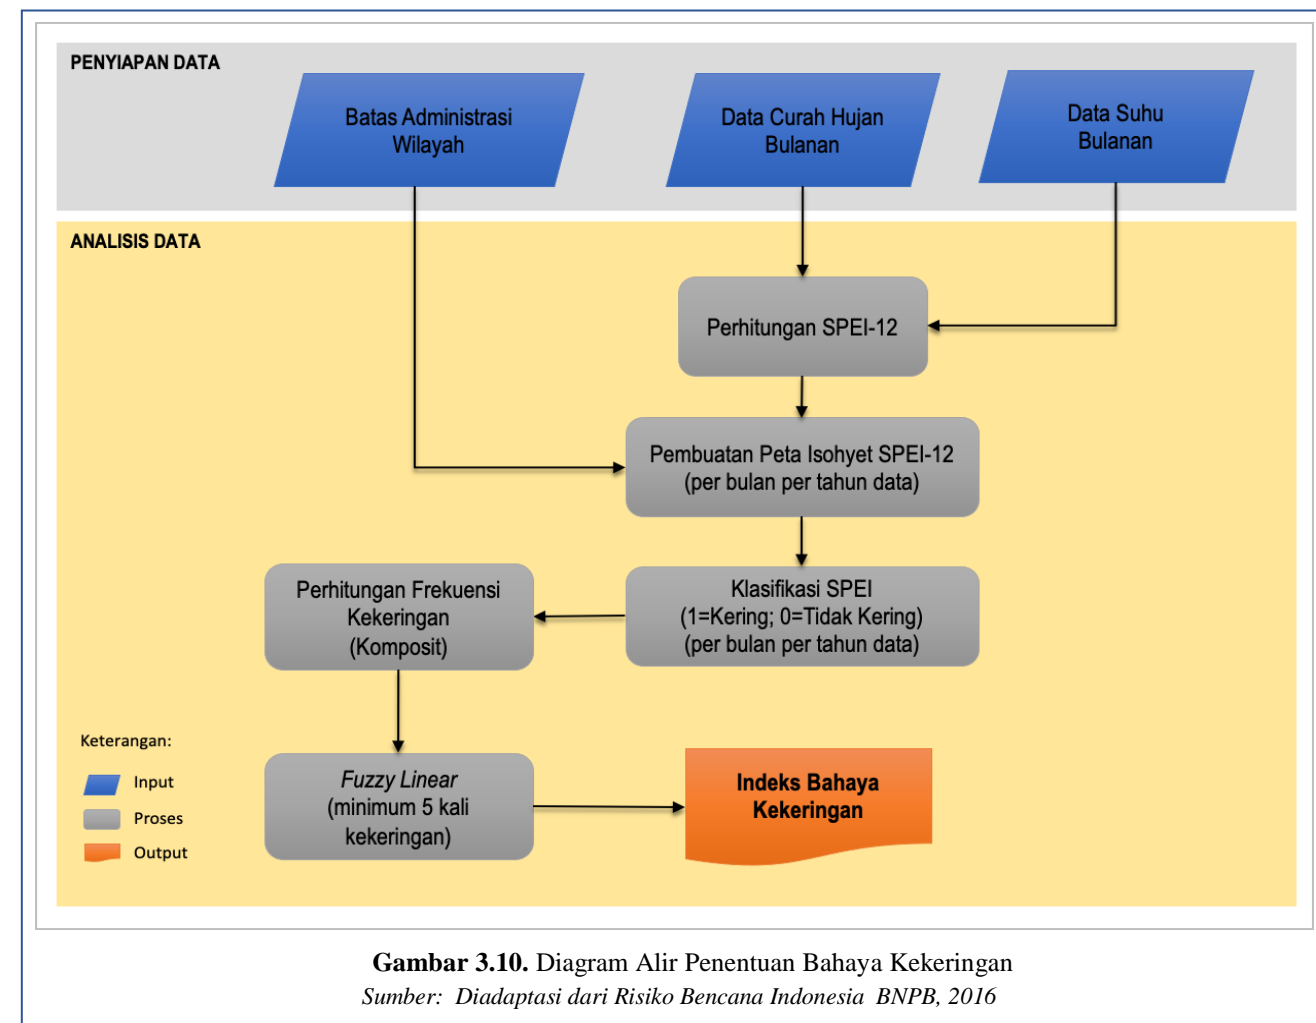 PENYIAPAN DATA
Batas Administrasi
Wilayah
Data Curah Hujan
Bulanan
Data Suhu
Bulanan
ANALISIS DATA
Perhitungan SPEI-12
Pembuatan Peta Isohyet SPEI-12
(per bulan per tahun data)
Klasifikasi SPEI
(1=Kering; 0=Tidak Kering)
(per bulan per tahun data)
Perhitungan Frekuensi
Kekeringan
(Komposit)
Fuzzy Linear
(minimum 5 kali
kekeringan)
Indeks Bahaya
Kekeringan
Keterangan:
Input
Proses
Output
Gambar 3.10. Diagram Alir Penentuan Bahaya Kekeringan
Sumber: Diadaptasi dari Risiko Bencana Indonesia BNPB, 2016